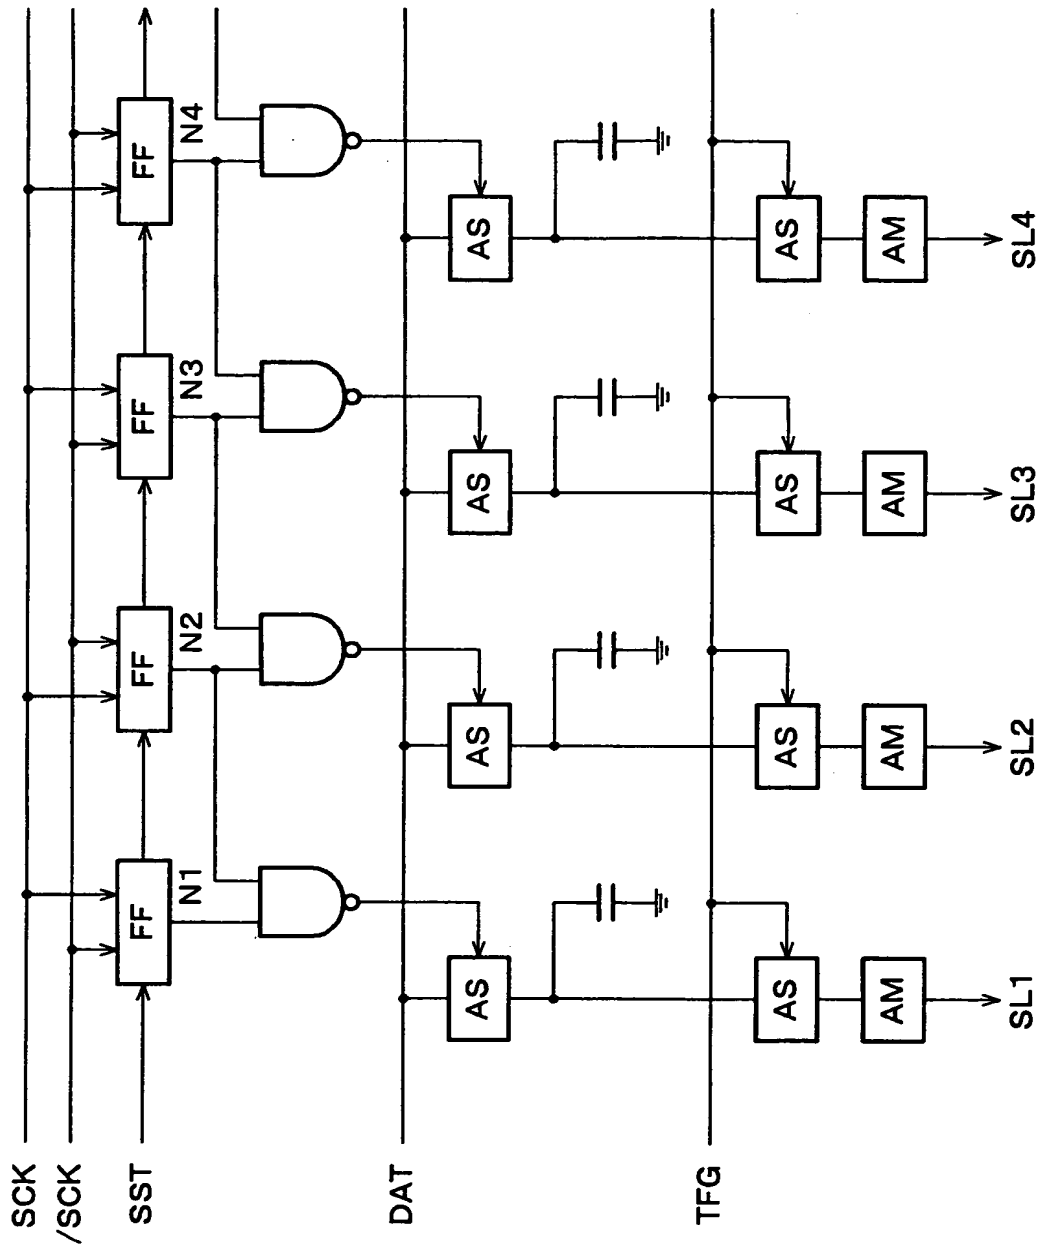 SCK
/SCK
SST
FF
FF
FF
FF
N1
N2
N3
N4
DAT
AS
AS
AS
AS
TFG
AS
AS
AS
AS
AM
AM
AM
AM
SL1
SL2
SL3
SL4